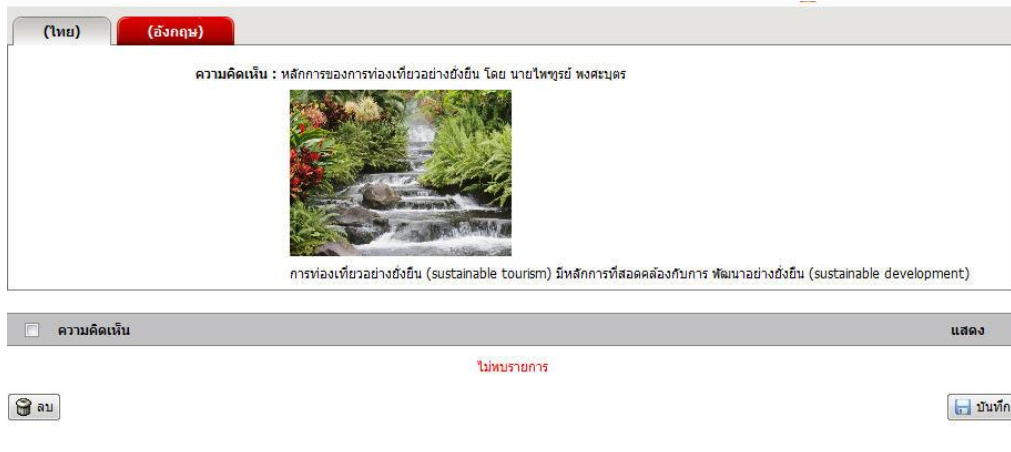 (ไทย) (อังกฤษ)
ความคิดเห็น : หลักการของการท่องเที่ยวอย่างยั่งยืน โดย นายไพฑูรย์ พงศะบุตร
การท่องเที่ยวอย่างยั่งยืน (sustainable tourism) มีหลักการที่สอดคล้องกับการ พัฒนาอย่างยั่งยืน (sustainable development)
ความคิดเห็น แสดง
ไม่พบรายการ
ลบ บันทึก